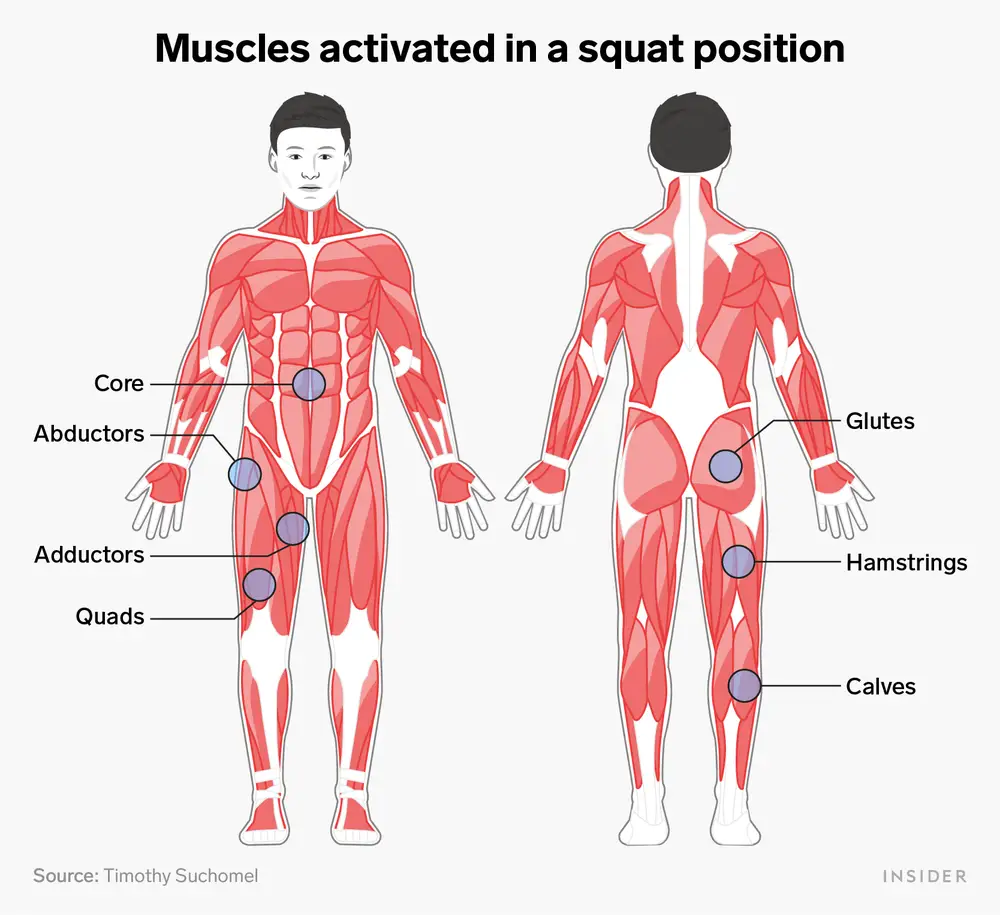 Muscles activated in a squat position
Core
Abductors
Adductors
Quads
Glutes
Hamstrings
Calves
Source: Timothy Suchomel
INSIDER